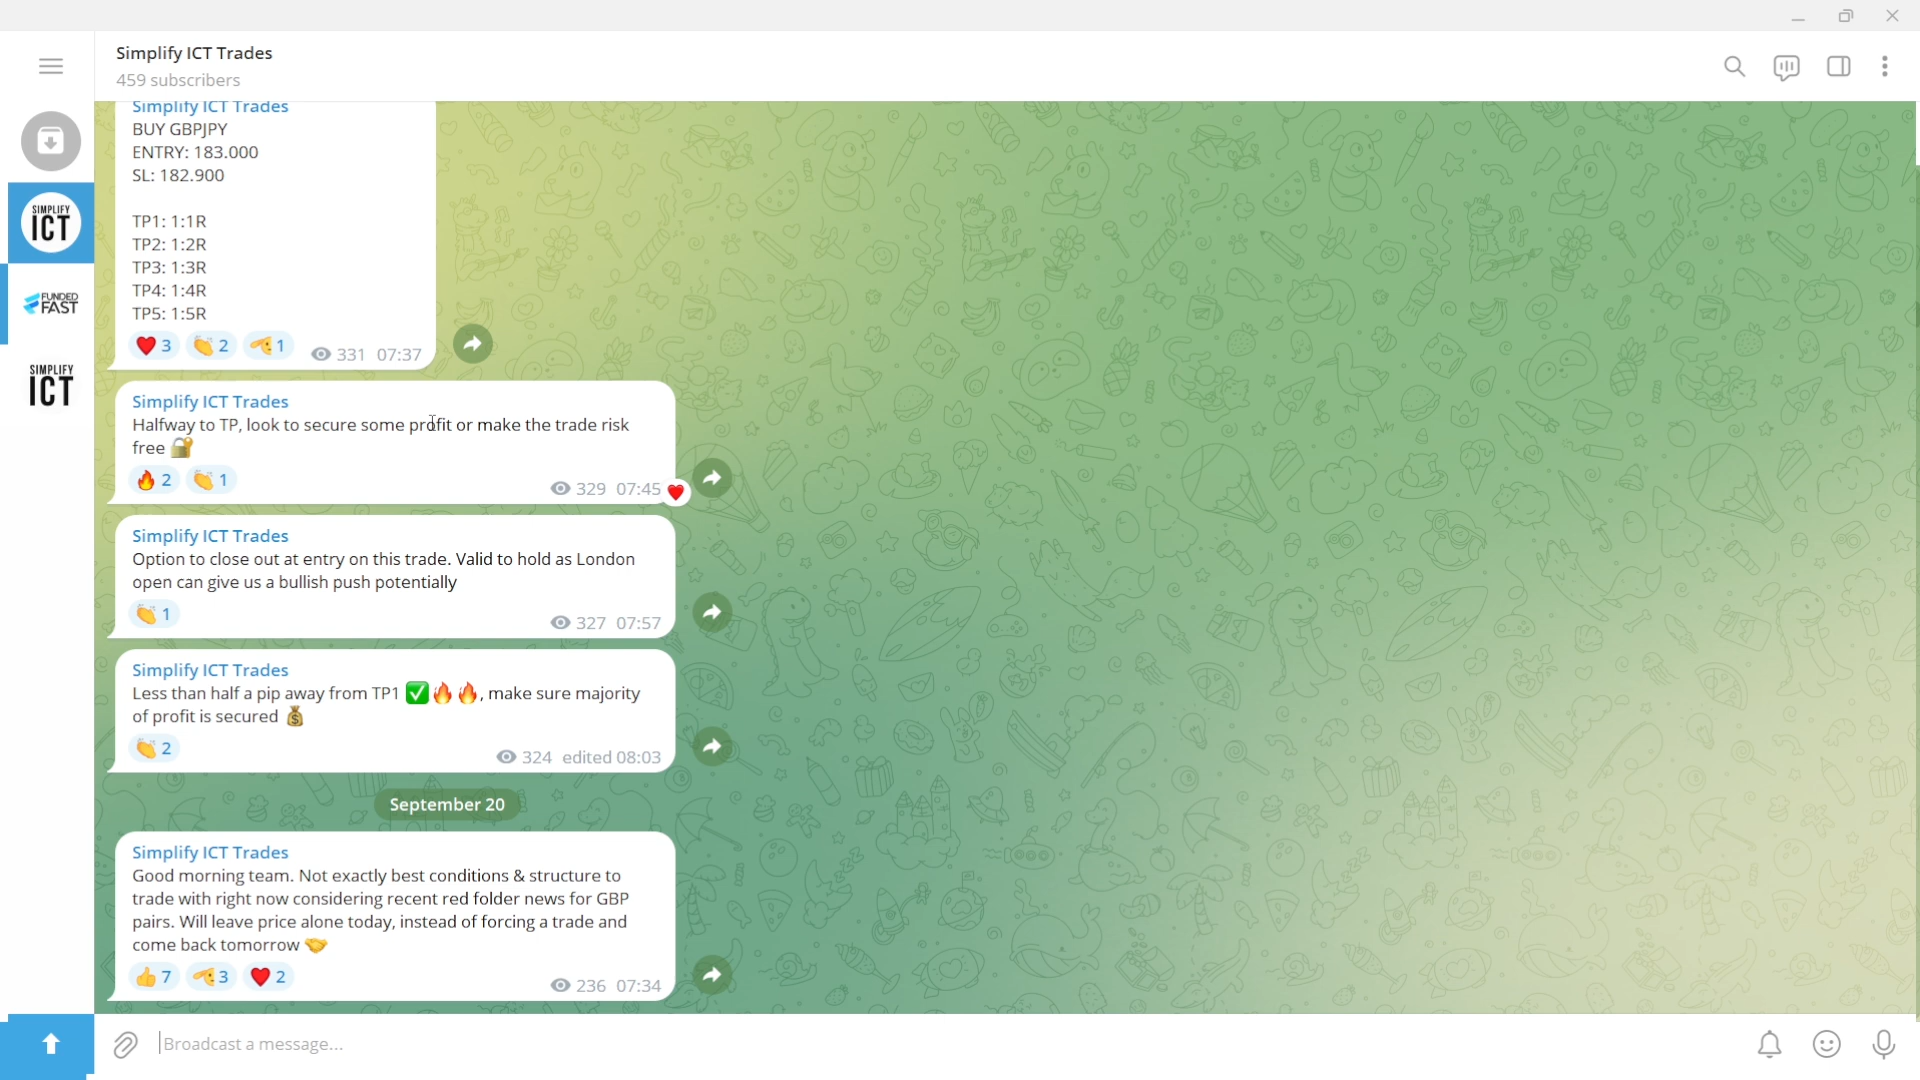 Simplify ICT Trades
459 subscribers
SIMPLIFY
ICT
FUNDED
FAST
SIMPLIFY
ICT
Simplify ICT Trades
BUY GBPJPY
ENTRY: 183.000
SL: 182.900
TP1: 1:1R
TP2: 1:2R
TP3: 1:3R
TP4: 1:4R
TP5: 1:5R
❤️ 3 👏 2 🫡 1 331 07:37
Simplify ICT Trades
Halfway to TP, look to secure some profit or make the trade risk
free 🔐
🔥 2 👏 1 329 07:45 ❤️
Simplify ICT Trades
Option to close out at entry on this trade. Valid to hold as London
open can give us a bullish push potentially
👏 1 327 07:57
Simplify ICT Trades
Less than half a pip away from TP1 ✅🔥🔥, make sure majority
of profit is secured 💰
👏 2 324 edited 08:03
September 20
Simplify ICT Trades
Good morning team. Not exactly best conditions & structure to
trade with right now considering recent red folder news for GBP
pairs. Will leave price alone today, instead of forcing a trade and
come back tomorrow 🤝
👍 7 🫡 3 ❤️ 2 236 07:34
Broadcast a message...